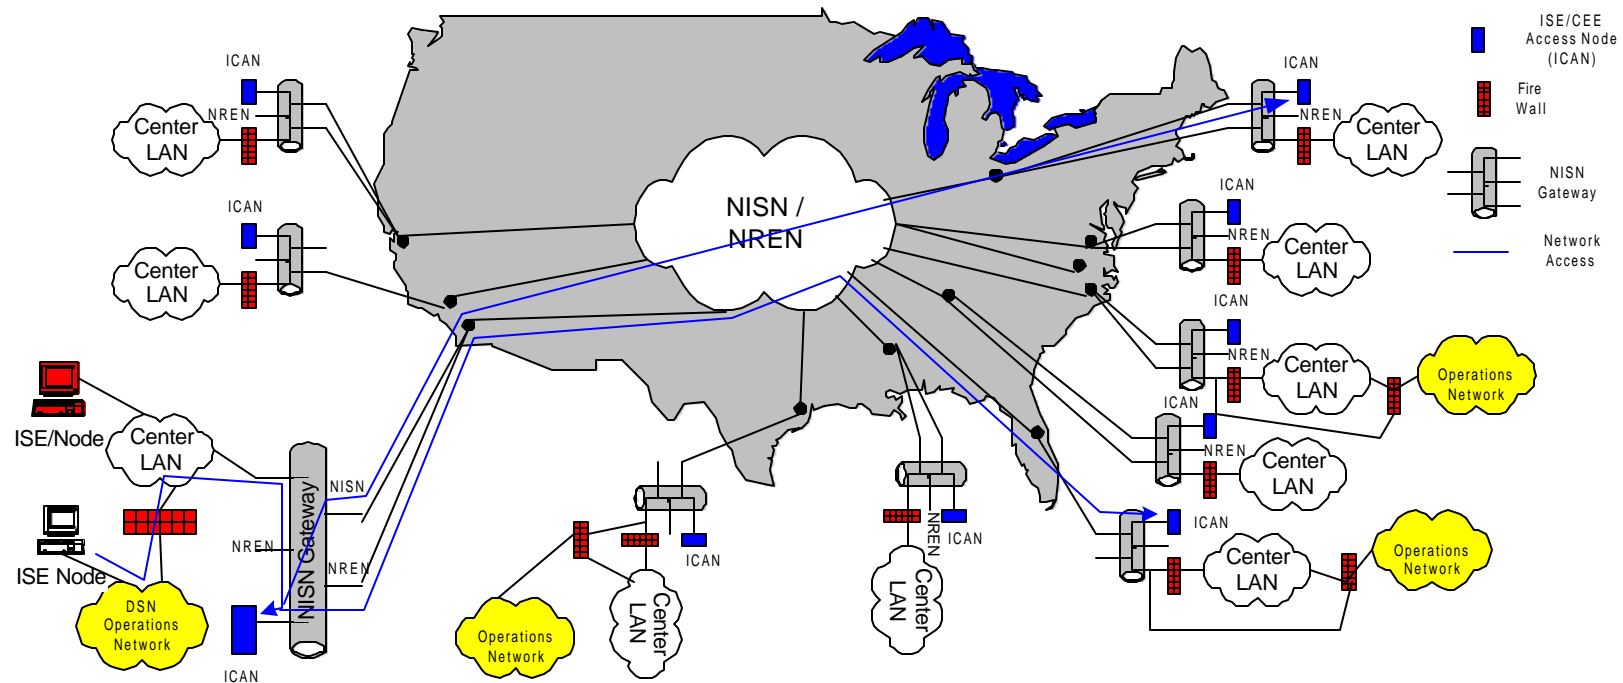 ICAN
NREN
Center
LAN
ICAN
Center
LAN
ISE/Node
Center
LAN
ISE Node
DSN
Operations
Network
NISN
NREN
NREN
NISN Gateway
ICAN
NISN /
NREN
Operations
Network
Center
LAN
ICAN
NREN
ICAN
Center
LAN
ICAN
NREN
Center
LAN
ICAN
NREN
Center
LAN
ICAN
NREN
Center
LAN
Operations
Network
ICAN
NREN
Center
LAN
ICAN
Center
LAN
Operations
Network
ISE/CEE
Access Node
(ICAN)
Fire
Wall
NISN
Gateway
Network
Access